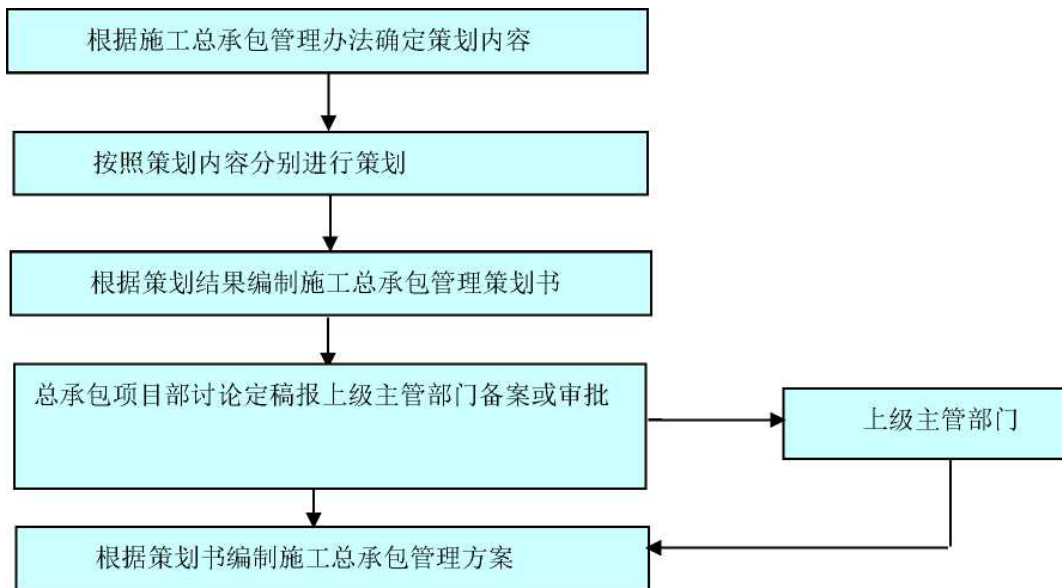 根据施工总承包管理办法确定策划内容
按照策划内容分别进行策划
根据策划结果编制施工总承包管理策划书
总承包项目部讨论定稿报上级主管部门备案或审批
上级主管部门
根据策划书编制施工总承包管理方案